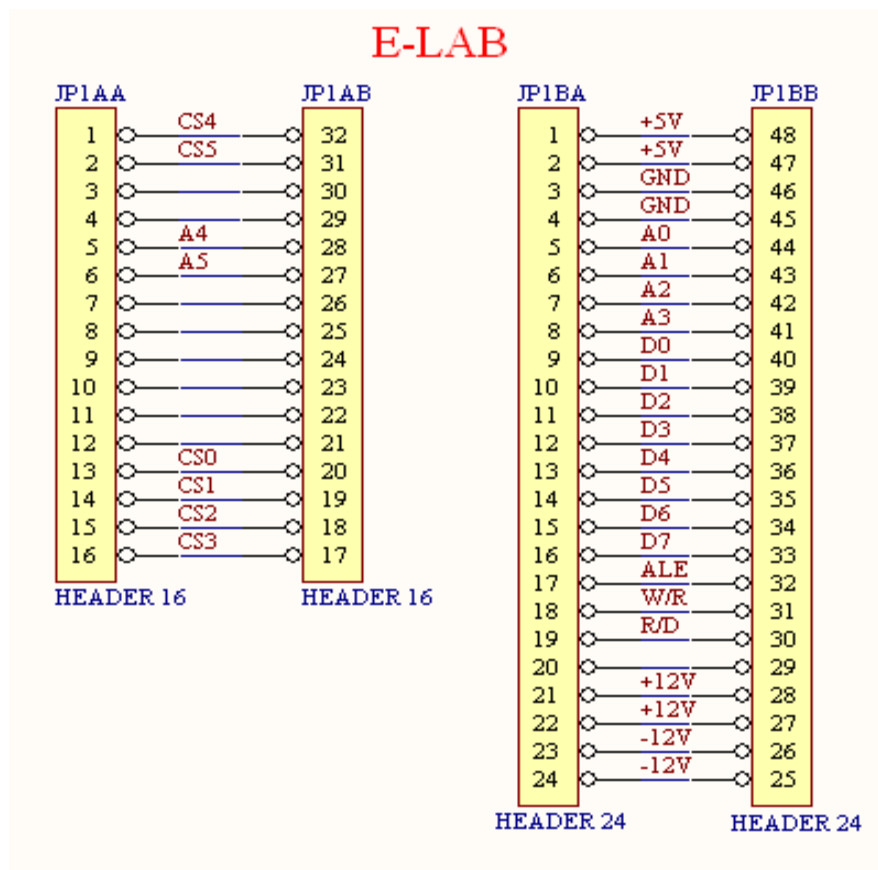 E-LAB
JP1AA JP1AB JP1BA JP1BB
1 CS4 32 1 +5V 48
2 CS5 31 2 +5V 47
3 30 3 GND 46
4 29 4 GND 45
5 A4 28 5 A0 44
6 A5 27 6 A1 43
7 26 7 A2 42
8 25 8 A3 41
9 24 9 D0 40
10 23 10 D1 39
11 22 11 D2 38
12 21 12 D3 37
13 CS0 20 13 D4 36
14 CS1 19 14 D5 35
15 CS2 18 15 D6 34
16 CS3 17 16 D7 33
17 ALE 32
HEADER 16 HEADER 16
18 W/R 31
19 R/D 30
20 29
21 +12V 28
22 +12V 27
23 -12V 26
24 -12V 25
HEADER 24 HEADER 24